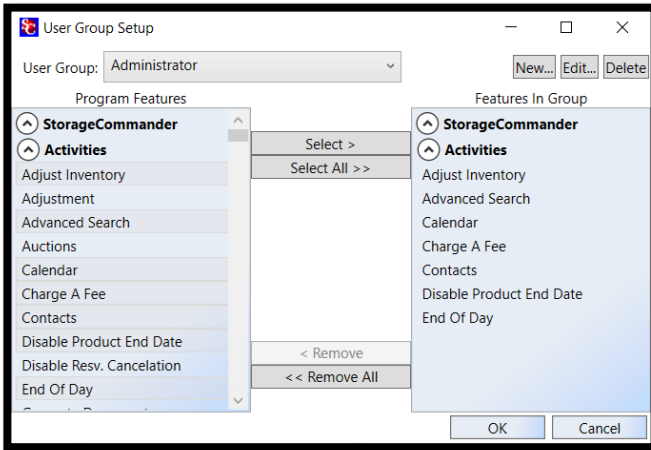 User Group Setup
User Group: Administrator
New... Edit... Delete
Program Features
StorageCommander
Activities
Adjust Inventory
Adjustment
Advanced Search
Auctions
Calendar
Charge A Fee
Contacts
Disable Product End Date
Disable Resv. Cancelation
End Of Day
Select >
Select All >>
< Remove
<< Remove All
Features In Group
StorageCommander
Activities
Adjust Inventory
Advanced Search
Calendar
Charge A Fee
Contacts
Disable Product End Date
End Of Day
OK Cancel